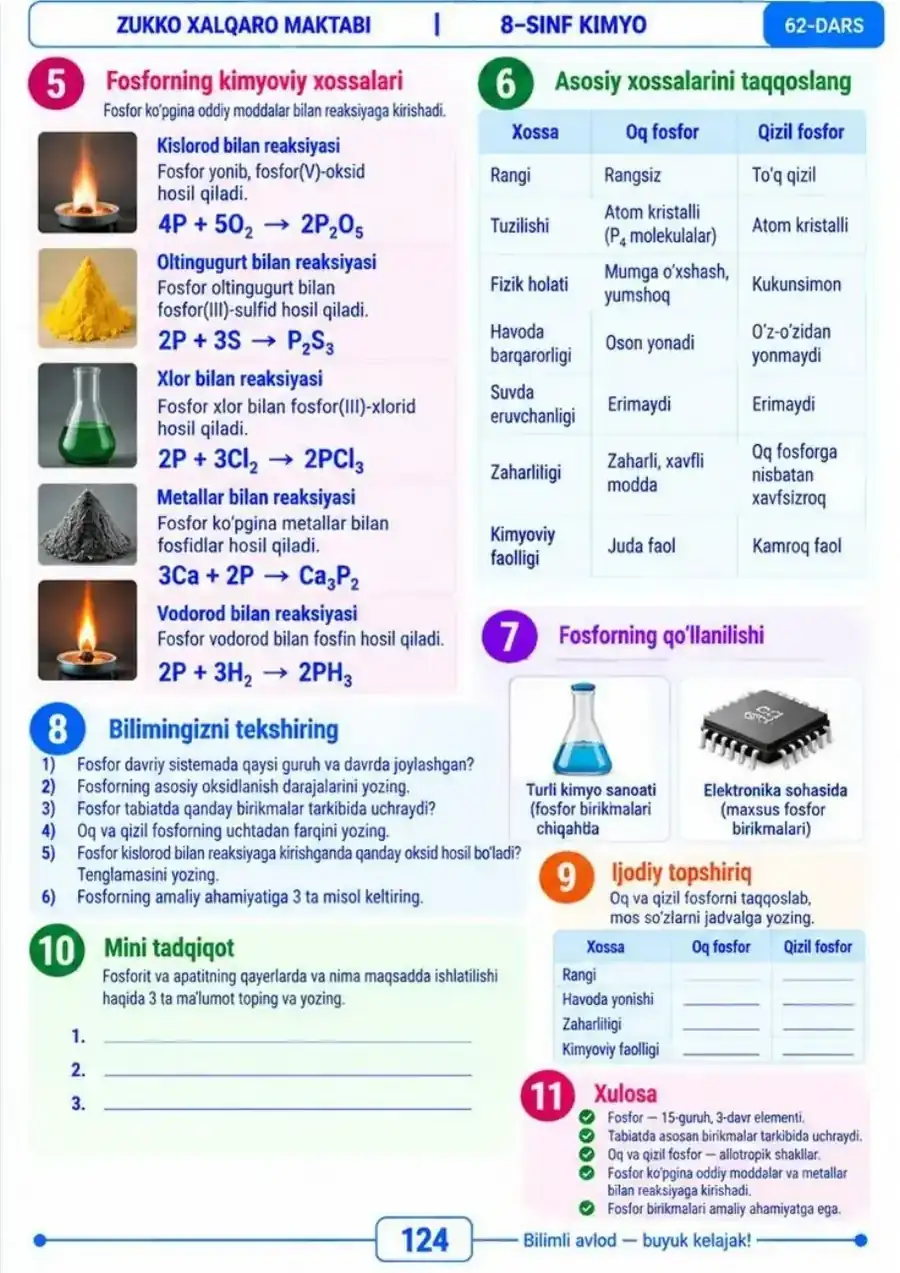 ZUKKO XALQARO MAKTABI | 8–SINF KIMYO
62-DARS
5 Fosforning kimyoviy xossalari
Fosfor ko‘pgina oddiy moddalar bilan reaksiyaga kirishadi.
Kislorod bilan reaksiyasi
Fosfor yonib, fosfor(V)-oksid
hosil qiladi.
4P + 5O₂ → 2P₂O₅
Oltingugurt bilan reaksiyasi
Fosfor oltingugurt bilan
fosfor(III)-sulfid hosil qiladi.
2P + 3S → P₂S₃
Xlor bilan reaksiyasi
Fosfor xlor bilan fosfor(III)-xlorid
hosil qiladi.
2P + 3Cl₂ → 2PCl₃
Metallar bilan reaksiyasi
Fosfor ko‘pgina metallar bilan
fosfidlar hosil qiladi.
3Ca + 2P → Ca₃P₂
Vodorod bilan reaksiyasi
Fosfor vodorod bilan fosfin hosil qiladi.
2P + 3H₂ → 2PH₃
6 Asosiy xossalarini taqqoslang
Xossa Oq fosfor Qizil fosfor
Rangi Rangsiz To‘q qizil
Tuzilishi Atom kristalli (P₄ molekulalar) Atom kristalli
Fizik holati Mumga o‘xshash, yumshoq Kukunsimon
Havoda barqarorligi Oson yonadi O‘z-o‘zidan yonmaydi
Suvda eruvchanligi Erimaydi Erimaydi
Zaharliligi Zaharli, xavfli modda Oq fosforga nisbatan xavfsizroq
Kimyoviy faolligi Juda faol Kamroq faol
7 Fosforning qo‘llanilishi
Turli kimyo sanoati
(fosfor birikmalari
Elektronika sohasida
(maxsus fosfor
birikmalari)
8 Bilimingizni tekshiring
1) Fosfor davriy sistemada qaysi guruh va davrda joylashgan?
2) Fosforning asosiy oksidlanish darajalarini yozing.
3) Fosfor tabiatda qanday birikmalar tarkibida uchraydi?
4) Oq va qizil fosforning uchtadan farqini yozing.
5) Fosfor kislorod bilan reaksiyaga kirishganda qanday oksid hosil bo‘ladi?
Tenglamasini yozing.
6) Fosforning amaliy ahamiyatiga 3 ta misol keltiring.
9 Ijodiy topshiriq
Oq va qizil fosforni taqqoslab,
mos so‘zlarni jadvalga yozing.
Xossa Oq fosfor Qizil fosfor
Rangi
Havoda yonishi
Zaharliligi
Kimyoviy faolligi
10 Mini tadqiqot
Fosforit va apatitning qayerlarda va nima maqsadda ishlatilishi
haqida 3 ta ma'lumot toping va yozing.
1.
2.
3.
11 Xulosa
Fosfor — 15-guruh, 3-davr elementi.
Tabiatda asosan birikmalar tarkibida uchraydi.
Oq va qizil fosfor — allotropik shakllar.
Fosfor ko‘pgina oddiy moddalar va metallar
bilan reaksiyaga kirishadi.
Fosfor birikmalari amaliy ahamiyatga ega.
124
Bilimli avlod — buyuk kelajak!